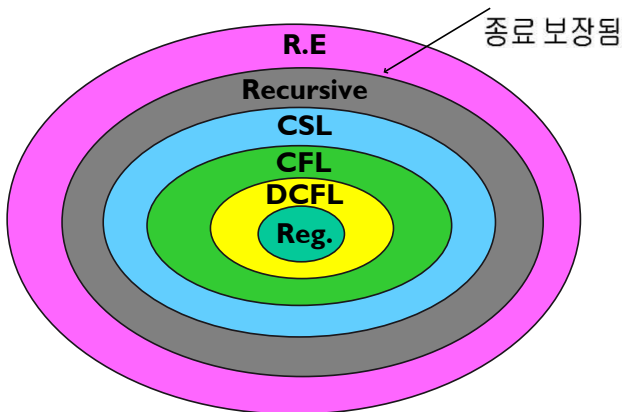 종료 보장됨
R.E
Recursive
CSL
CFL
DCFL
Reg.